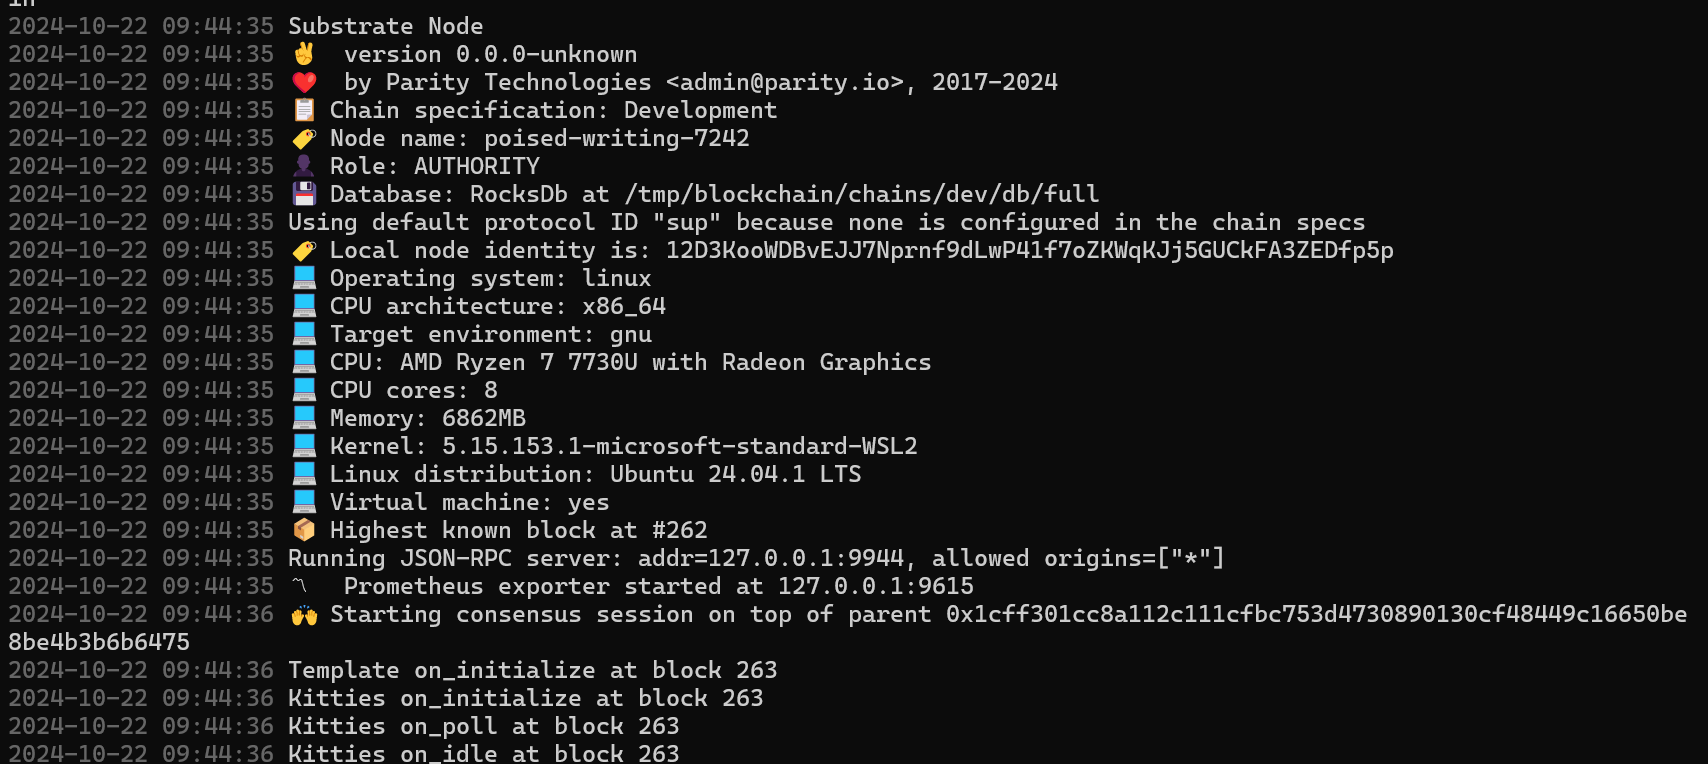 in
2024-10-22 09:44:35 Substrate Node
2024-10-22 09:44:35 ✌️ version 0.0.0-unknown
2024-10-22 09:44:35 ❤️ by Parity Technologies <admin@parity.io>, 2017-2024
2024-10-22 09:44:35 📋 Chain specification: Development
2024-10-22 09:44:35 🏷 Node name: poised-writing-7242
2024-10-22 09:44:35 👤 Role: AUTHORITY
2024-10-22 09:44:35 💾 Database: RocksDb at /tmp/blockchain/chains/dev/db/full
2024-10-22 09:44:35 Using default protocol ID "sup" because none is configured in the chain specs
2024-10-22 09:44:35 🏷 Local node identity is: 12D3KooWDBvEJJ7Nprnf9dLwP41f7oZKWqKJj5GUCkFA3ZEDfp5p
2024-10-22 09:44:35 💻 Operating system: linux
2024-10-22 09:44:35 💻 CPU architecture: x86_64
2024-10-22 09:44:35 💻 Target environment: gnu
2024-10-22 09:44:35 💻 CPU: AMD Ryzen 7 7730U with Radeon Graphics
2024-10-22 09:44:35 💻 CPU cores: 8
2024-10-22 09:44:35 💻 Memory: 6862MB
2024-10-22 09:44:35 💻 Kernel: 5.15.153.1-microsoft-standard-WSL2
2024-10-22 09:44:35 💻 Linux distribution: Ubuntu 24.04.1 LTS
2024-10-22 09:44:35 💻 Virtual machine: yes
2024-10-22 09:44:35 📦 Highest known block at #262
2024-10-22 09:44:35 Running JSON-RPC server: addr=127.0.0.1:9944, allowed origins=["*"]
2024-10-22 09:44:35 〽️ Prometheus exporter started at 127.0.0.1:9615
2024-10-22 09:44:36 🙌 Starting consensus session on top of parent 0x1cff301cc8a112c111cfbc753d4730890130cf48449c16650be
8be4b3b6b6475
2024-10-22 09:44:36 Template on_initialize at block 263
2024-10-22 09:44:36 Kitties on_initialize at block 263
2024-10-22 09:44:36 Kitties on_poll at block 263
2024-10-22 09:44:36 Kitties on_idle at block 263